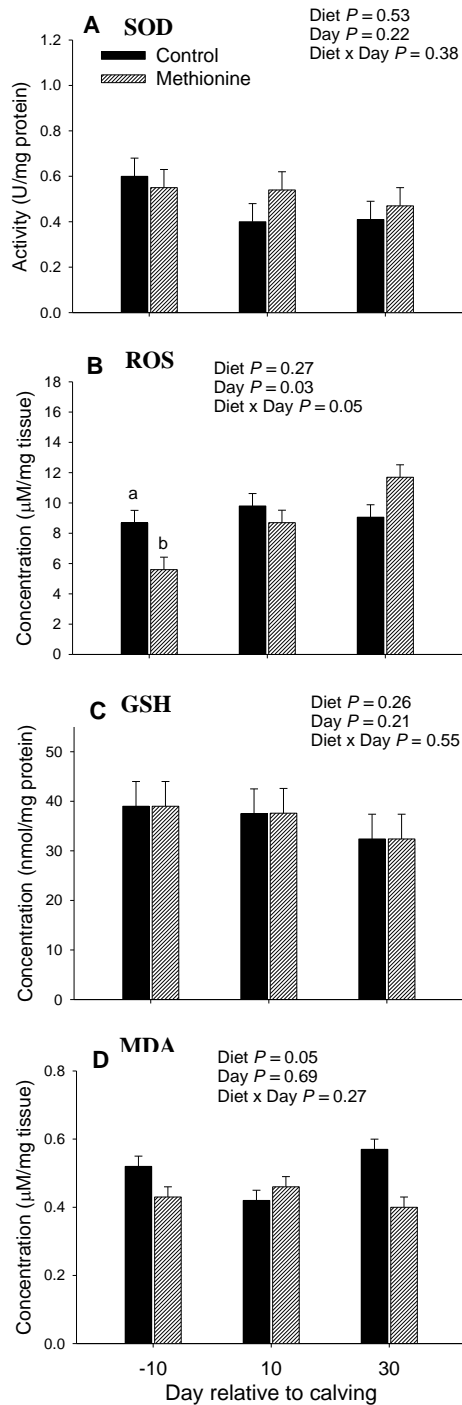 A SOD
Diet P = 0.53
Day P = 0.22
Diet x Day P = 0.38
Control
Methionine
1.2
1.0
0.8
0.6
0.4
0.2
0.0
Activity (U/mg protein)
B ROS
Diet P = 0.27
Day P = 0.03
Diet x Day P = 0.05
18
16
14
12
10
8
6
4
2
0
Concentration (μM/mg tissue)
a
b
C GSH
Diet P = 0.26
Day P = 0.21
Diet x Day P = 0.55
50
40
30
20
10
0
Concentration (nmol/mg protein)
D MDA
Diet P = 0.05
Day P = 0.69
Diet x Day P = 0.27
0.8
0.6
0.4
0.2
0.0
Concentration (μM/mg tissue)
-10 10 30
Day relative to calving